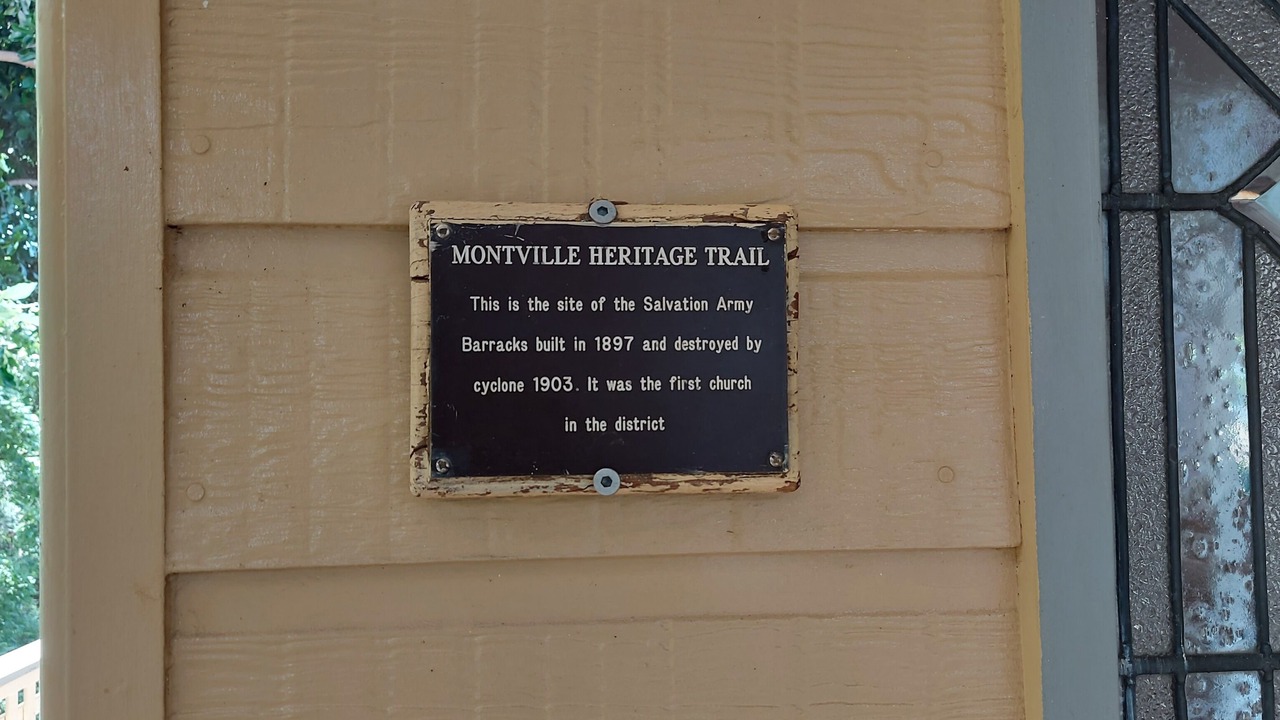 MONTVILLE HERITAGE TRAIL
This is the site of the Salvation Army
Barracks built in 1897 and destroyed by
cyclone 1903. It was the first church
in the district